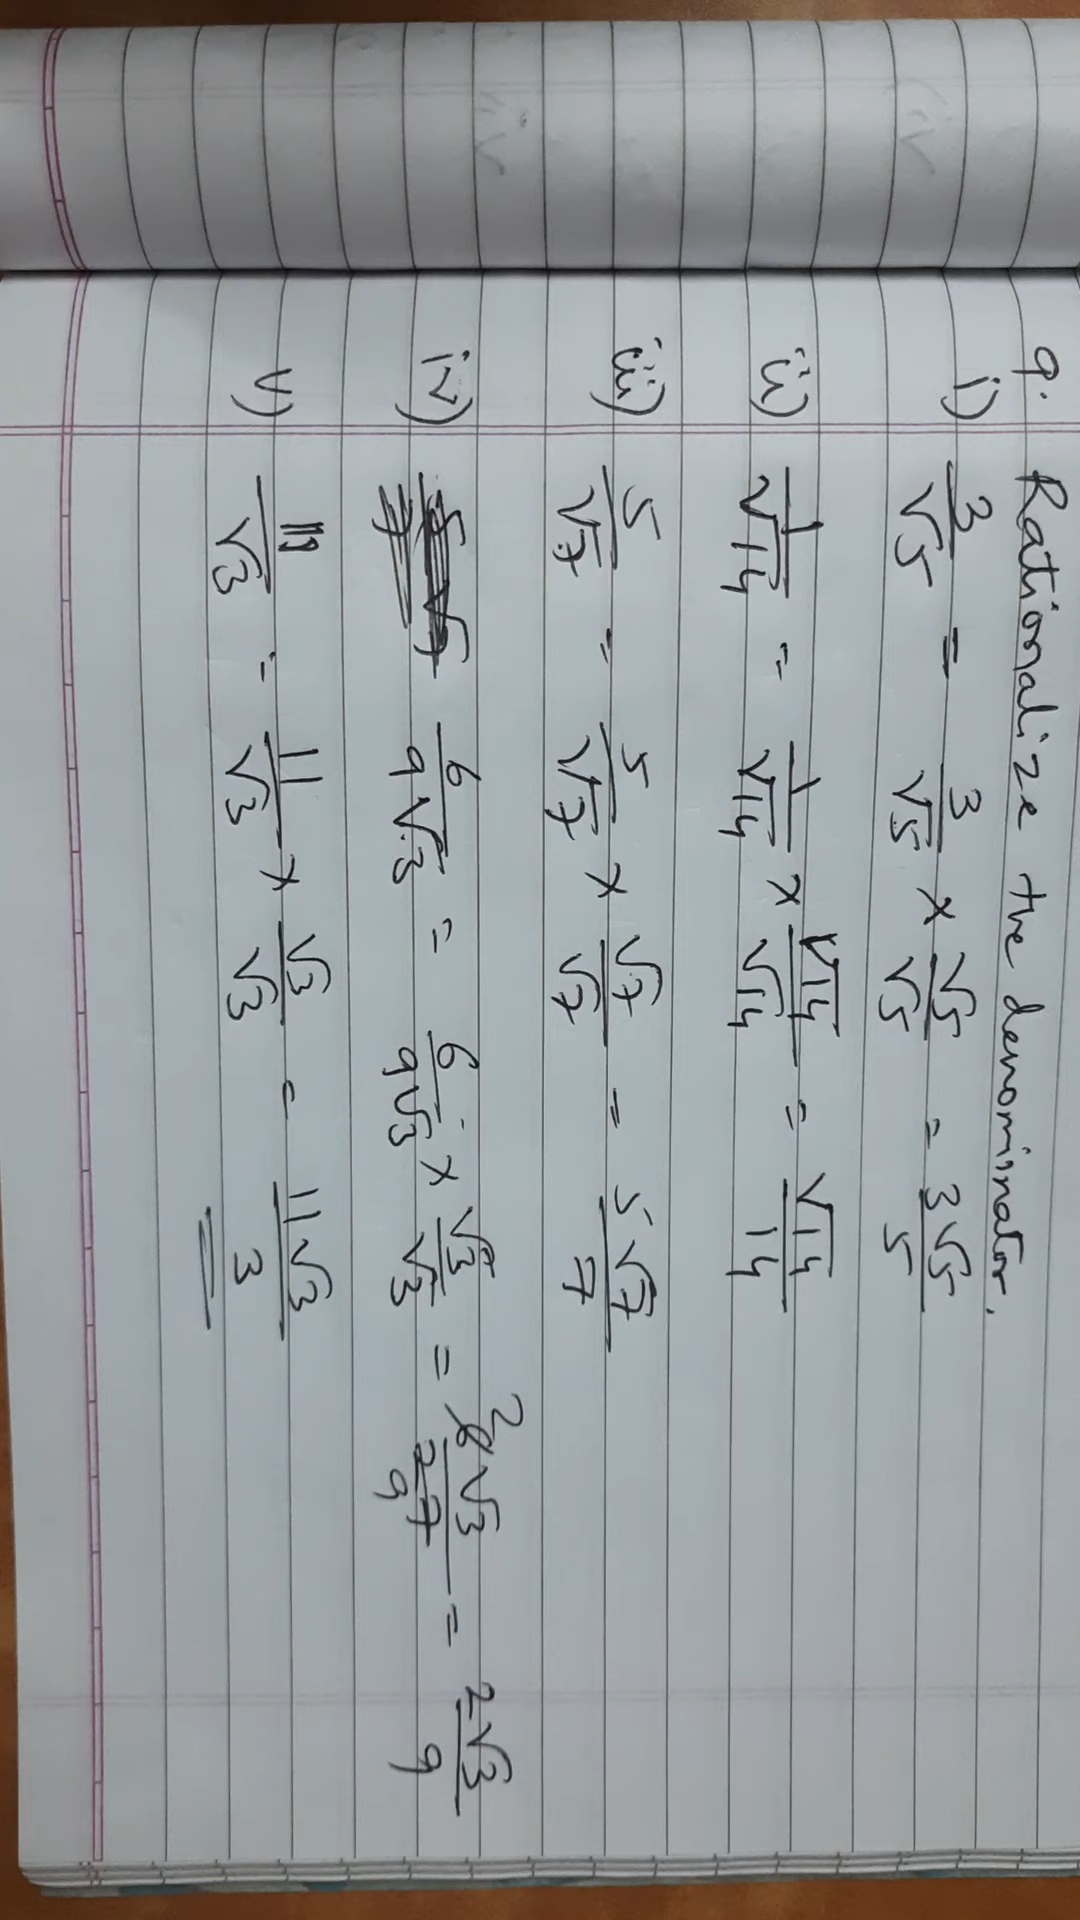 9. Rationalize the denominator.
i) 3/√5 = 3/√5 × √5/√5 = 3√5/5
ii) 1/√14 = 1/√14 × √14/√14 = √14/14
iii) 5/√7 = 5/√7 × √7/√7 = 5√7/7
iv) 6/9√3 = 6/9√3 × √3/√3 = 2 6√3/27 9 = 2√3/9
v) 11/√3 = 11/√3 × √3/√3 = 11√3/3